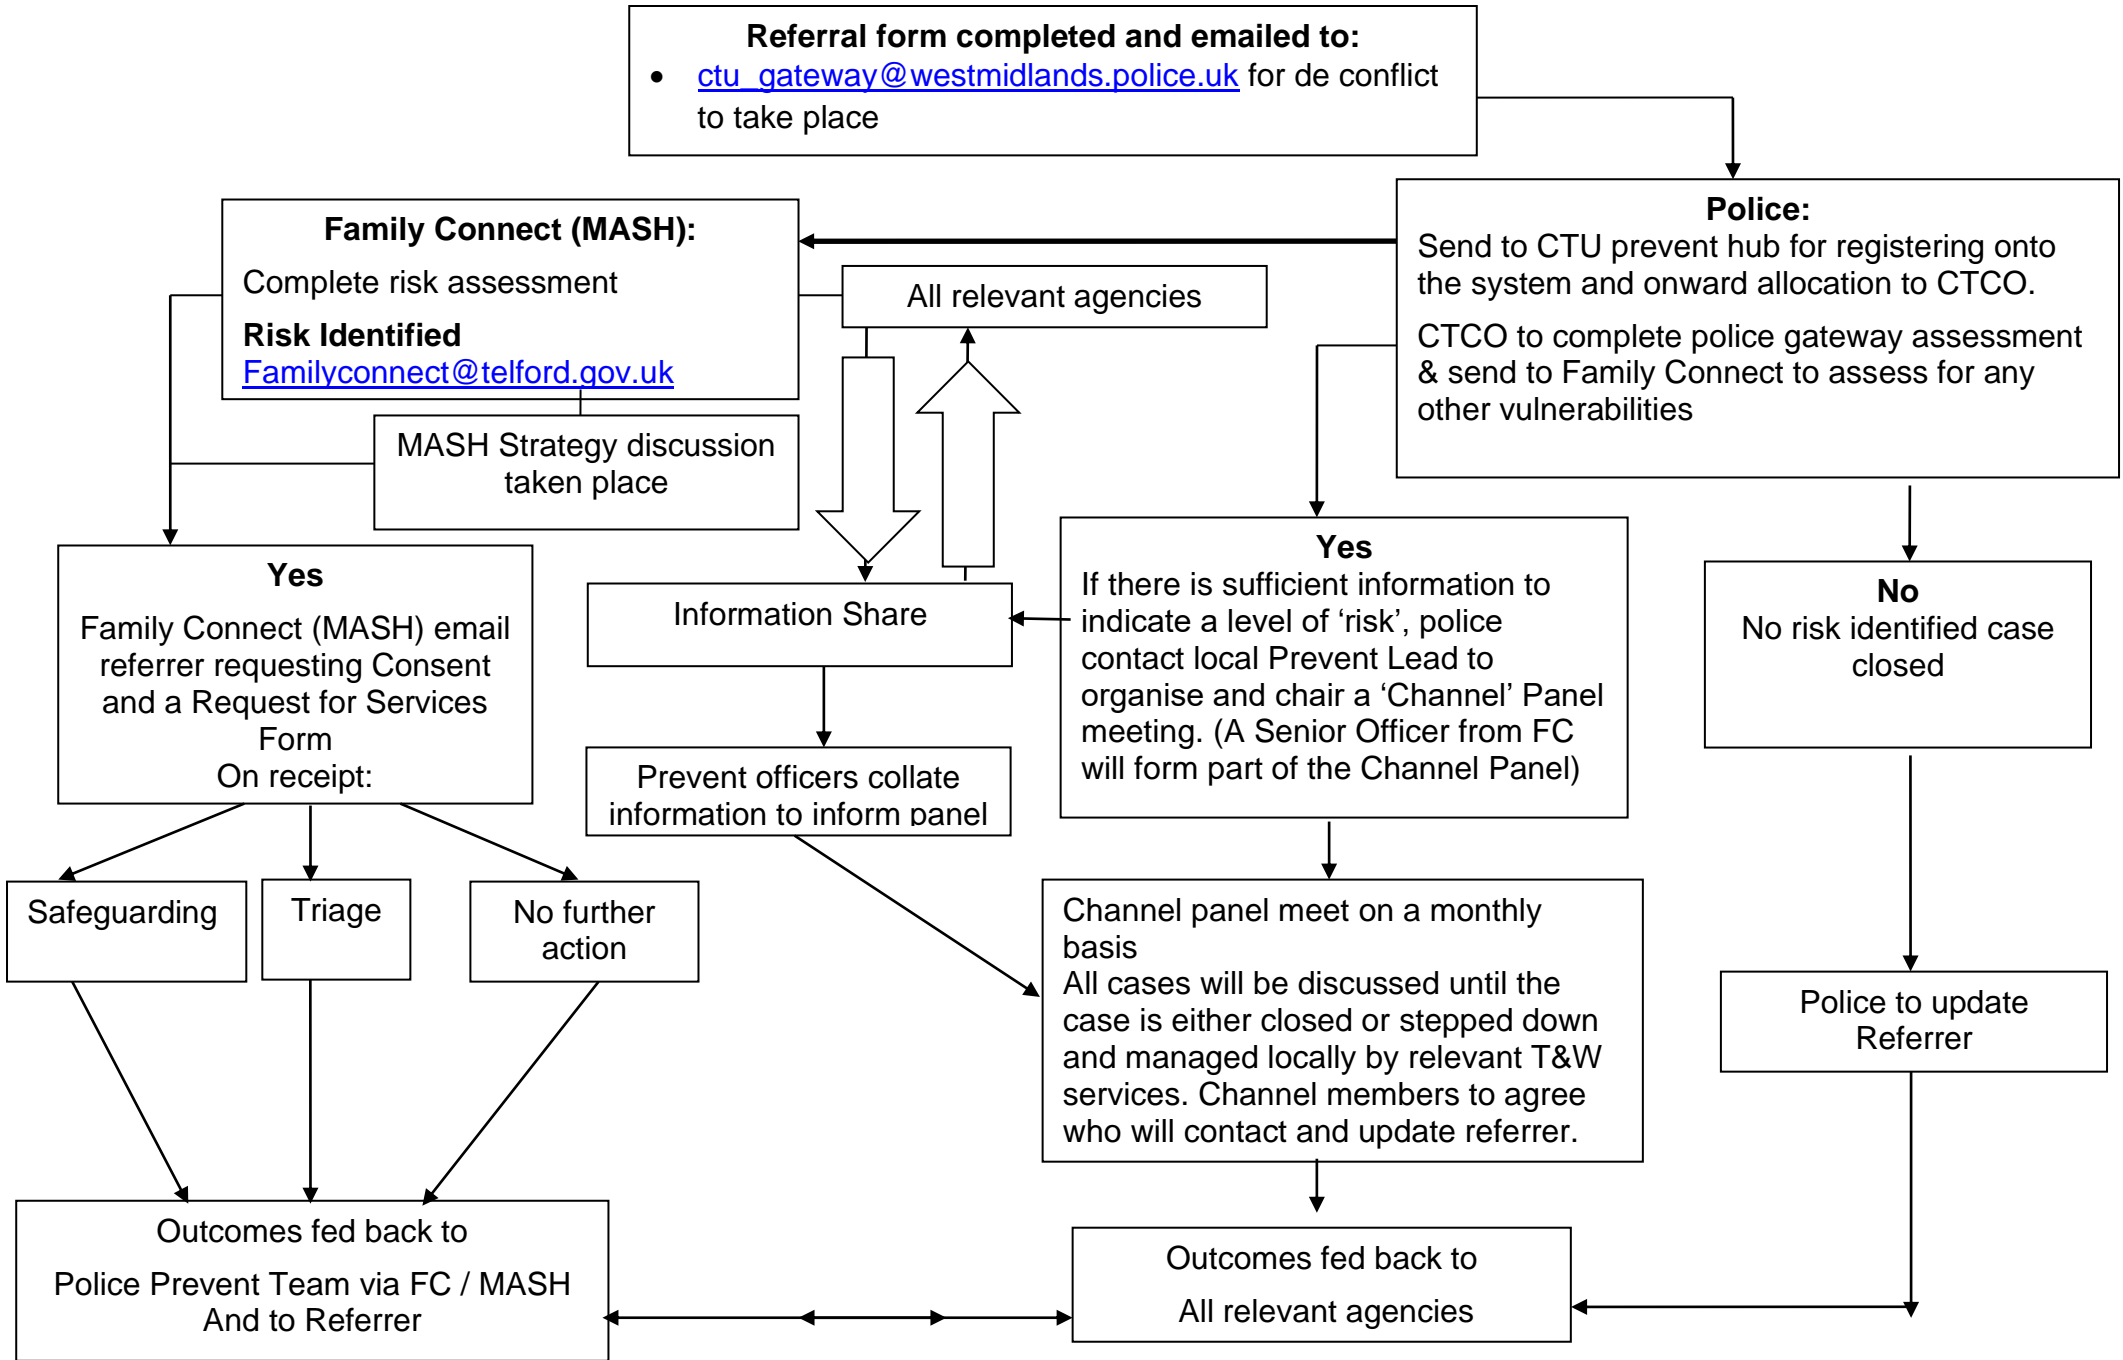 Referral form completed and emailed to:
• ctu_gateway@westmidlands.police.uk for de conflict
to take place
Family Connect (MASH):
Complete risk assessment
Risk Identified
Familyconnect@telford.gov.uk
All relevant agencies
Police:
Send to CTU prevent hub for registering onto
the system and onward allocation to CTCO.
CTCO to complete police gateway assessment
& send to Family Connect to assess for any
other vulnerabilities
MASH Strategy discussion
taken place
Yes
Family Connect (MASH) email
referrer requesting Consent
and a Request for Services
Form
On receipt:
Information Share
Yes
If there is sufficient information to
indicate a level of ‘risk’, police
contact local Prevent Lead to
organise and chair a ‘Channel’ Panel
meeting. (A Senior Officer from FC
will form part of the Channel Panel)
No
No risk identified case
closed
Prevent officers collate
information to inform panel
Safeguarding
Triage
No further
action
Channel panel meet on a monthly
basis
All cases will be discussed until the
case is either closed or stepped down
and managed locally by relevant T&W
services. Channel members to agree
who will contact and update referrer.
Police to update
Referrer
Outcomes fed back to
Police Prevent Team via FC / MASH
And to Referrer
Outcomes fed back to
All relevant agencies